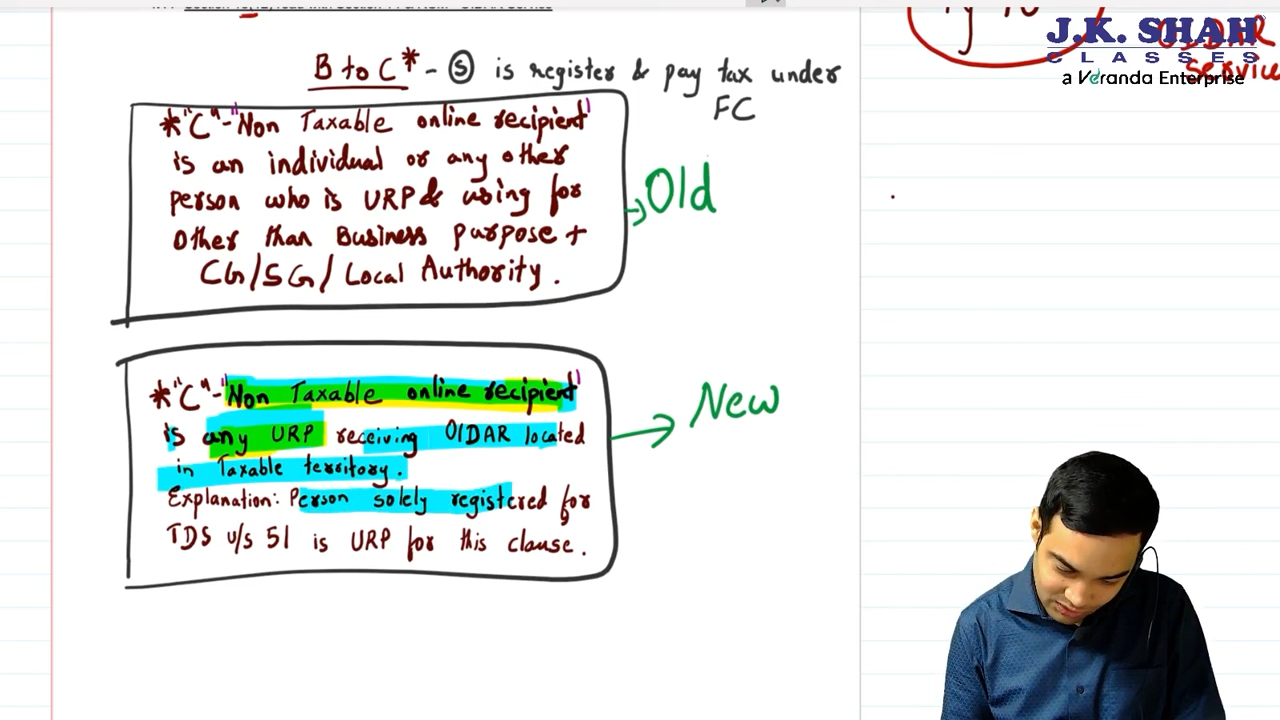 B to C* - (S) is register & pay tax under
FC
*"C"-"Non Taxable online recipient"
is an individual or any other
person who is URP & using for
other than Business purpose +
CG/SG/Local Authority.
→Old
*"C"-"Non Taxable online recipient"
is any URP receiving OIDAR located
in Taxable territory.
Explanation: Person solely registered for
TDS u/s 51 is URP for this clause.
→ New
J.K. SHAH
CLASSES
a Veranda Enterprise
service